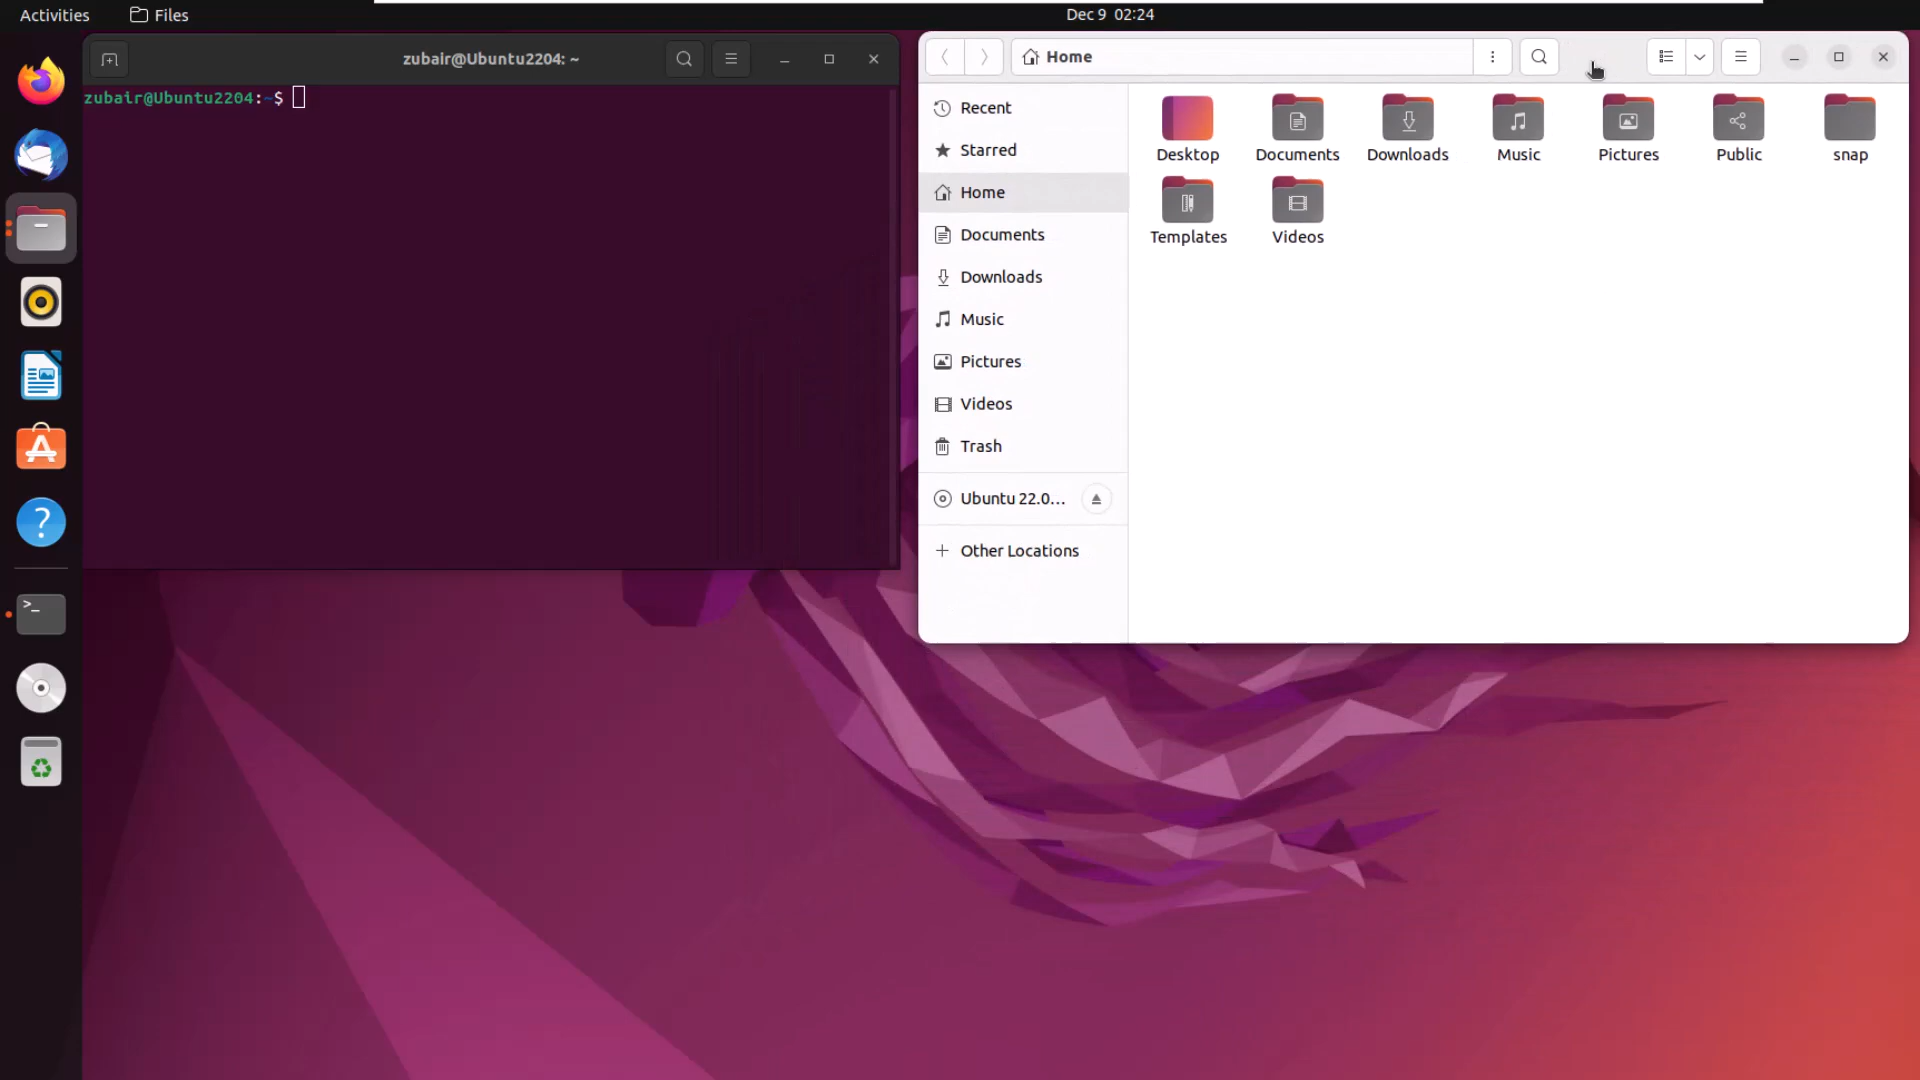 Activities
Files
Dec 9 02:24
zubair@Ubuntu2204: ~
zubair@Ubuntu2204:~$
Home
Recent
Starred
Home
Documents
Downloads
Music
Pictures
Videos
Trash
Ubuntu 22.0...
Other Locations
Desktop
Documents
Downloads
Music
Pictures
Public
snap
Templates
Videos